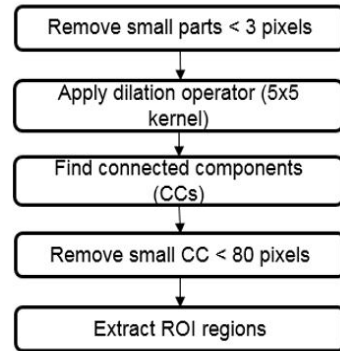 Remove small parts < 3 pixels
Apply dilation operator (5x5
kernel)
Find connected components
(CCs)
Remove small CC < 80 pixels
Extract ROI regions